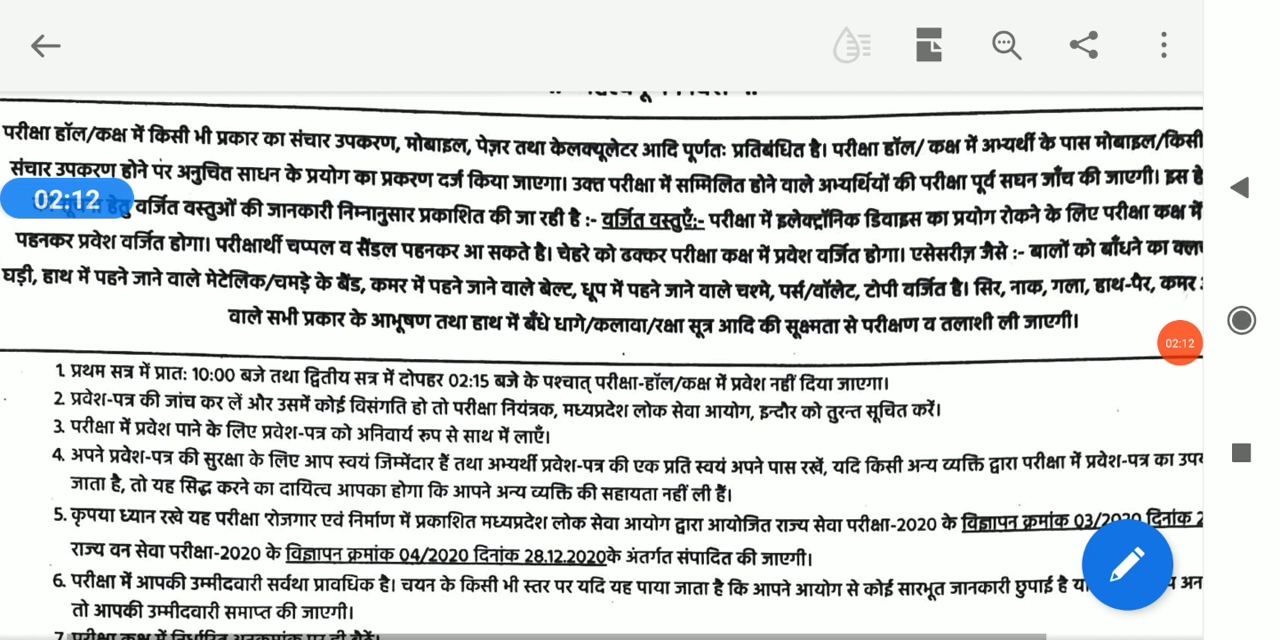 परीक्षा हॉल/कक्ष में किसी भी प्रकार का संचार उपकरण, मोबाइल, पेज़र तथा केलक्यूलेटर आदि पूर्णतः प्रतिबंधित है। परीक्षा हॉल/ कक्ष में अभ्यर्थी के पास मोबाइल/किसी
संचार उपकरण होने पर अनुचित साधन के प्रयोग का प्रकरण दर्ज किया जाएगा। उक्त परीक्षा में सम्मिलित होने वाले अभ्यर्थियों की परीक्षा पूर्व सघन जाँच की जाएगी। इस
02:12
हेतु वर्जित वस्तुओं की जानकारी निम्नानुसार प्रकाशित की जा रही है :- वर्जित वस्तुएँ:- परीक्षा में इलेक्ट्रॉनिक डिवाइस का प्रयोग रोकने के लिए परीक्षा कक्ष में
पहनकर प्रवेश वर्जित होगा। परीक्षार्थी चप्पल व सैंडल पहनकर आ सकते है। चेहरे को ढक्कर परीक्षा कक्ष में प्रवेश वर्जित होगा। एसेसरीज़ जैसे :- बालों को बाँधने का
घड़ी, हाथ में पहने जाने वाले मेटेलिक/चमड़े के बैंड, कमर में पहने जाने वाले बेल्ट, धूप में पहने जाने वाले चश्मे, पर्स/वॉलेट, टोपी वर्जित है। सिर, नाक, गला, हाथ-पैर, कमर
वाले सभी प्रकार के आभूषण तथा हाथ में बँधे धागे/कलावा/रक्षा सूत्र आदि की सूक्ष्मता से परीक्षण व तलाशी ली जाएगी।
02:12
1. प्रथम सत्र में प्रात: 10:00 बजे तथा द्वितीय सत्र में दोपहर 02:15 बजे के पश्चात् परीक्षा-हॉल/कक्ष में प्रवेश नहीं दिया जाएगा।
2. प्रवेश-पत्र की जांच कर लें और उसमें कोई विसंगति हो तो परीक्षा नियंत्रक, मध्यप्रदेश लोक सेवा आयोग, इन्दौर को तुरन्त सूचित करें।
3. परीक्षा में प्रवेश पाने के लिए प्रवेश-पत्र को अनिवार्य रूप से साथ में लाएँ।
4. अपने प्रवेश-पत्र की सुरक्षा के लिए आप स्वयं जिम्मेदार हैं तथा अभ्यर्थी प्रवेश-पत्र की एक प्रति स्वयं अपने पास रखें, यदि किसी अन्य व्यक्ति द्वारा परीक्षा में प्रवेश-पत्र का
जाता है, तो यह सिद्ध करने का दायित्व आपका होगा कि आपने अन्य व्यक्ति की सहायता नहीं ली हैं।
5. कृपया ध्यान रखे यह परीक्षा 'रोजगार एवं निर्माण में प्रकाशित मध्यप्रदेश लोक सेवा आयोग द्वारा आयोजित राज्य सेवा परीक्षा-2020 के विज्ञापन क्रमांक 03/2020 दिनांक 2
राज्य वन सेवा परीक्षा-2020 के विज्ञापन क्रमांक 04/2020 दिनांक 28.12.2020के अंतर्गत संपादित की जाएगी।
6. परीक्षा में आपकी उम्मीदवारी सर्वथा प्रावधिक है। चयन के किसी भी स्तर पर यदि यह पाया जाता है कि आपने आयोग से कोई सारभूत जानकारी छुपाई है
तो आपकी उम्मीदवारी समाप्त की जाएगी।
7. परीक्षा कक्ष में निर्धारित अनुक्रमांक पर ही बैठें।